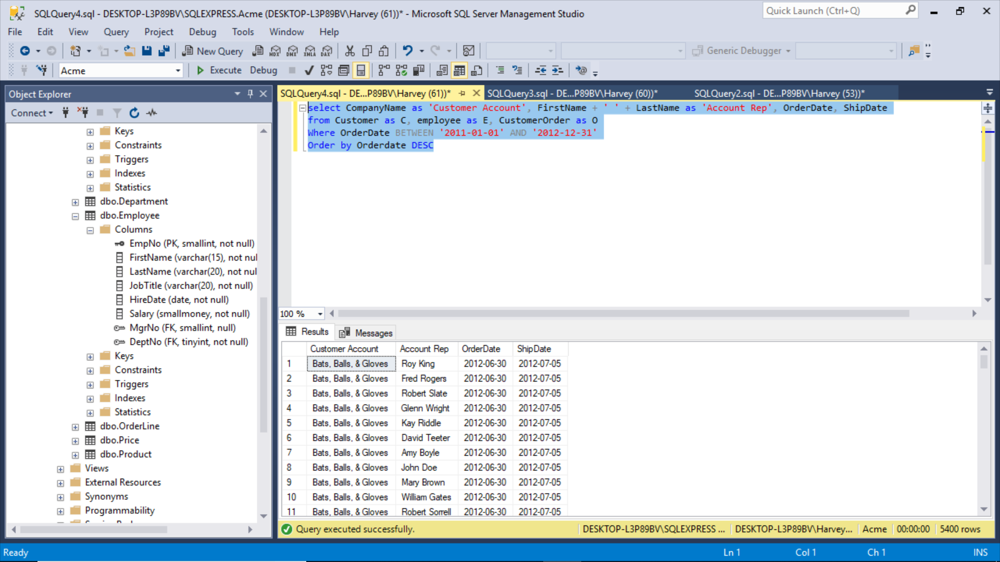 SQLQuery4.sql - DESKTOP-L3P89BV\SQLEXPRESS.Acme (DESKTOP-L3P89BV\Harvey (61))* - Microsoft SQL Server Management Studio
Quick Launch (Ctrl+Q)
File Edit View Query Project Debug Tools Window Help
New Query MDX DMX XMLA DAX Generic Debugger
Acme Execute Debug
Object Explorer
Connect
Keys
Constraints
Triggers
Indexes
Statistics
dbo.Department
dbo.Employee
Columns
EmpNo (PK, smallint, not null)
FirstName (varchar(15), not nul
LastName (varchar(20), not nul
JobTitle (varchar(20), not null)
HireDate (date, not null)
Salary (smallmoney, not null)
MgrNo (FK, smallint, null)
DeptNo (FK, tinyint, not null)
Keys
Constraints
Triggers
Indexes
Statistics
dbo.OrderLine
dbo.Price
dbo.Product
Views
External Resources
Synonyms
Programmability
SQLQuery4.sql - DE...P89BV\Harvey (61))* SQLQuery3.sql - DE...P89BV\Harvey (60))* SQLQuery2.sql - DE...P89BV\Harvey (53))*
select CompanyName as 'Customer Account', FirstName + ' ' + LastName as 'Account Rep', OrderDate, ShipDate
from Customer as C, employee as E, CustomerOrder as O
Where OrderDate BETWEEN '2011-01-01' AND '2012-12-31'
Order by Orderdate DESC
100 %
Results Messages
Customer Account Account Rep OrderDate ShipDate
1 Bats, Balls, & Gloves Roy King 2012-06-30 2012-07-05
2 Bats, Balls, & Gloves Fred Rogers 2012-06-30 2012-07-05
3 Bats, Balls, & Gloves Robert Slate 2012-06-30 2012-07-05
4 Bats, Balls, & Gloves Glenn Wright 2012-06-30 2012-07-05
5 Bats, Balls, & Gloves Kay Riddle 2012-06-30 2012-07-05
6 Bats, Balls, & Gloves David Teeter 2012-06-30 2012-07-05
7 Bats, Balls, & Gloves Amy Boyle 2012-06-30 2012-07-05
8 Bats, Balls, & Gloves John Doe 2012-06-30 2012-07-05
9 Bats, Balls, & Gloves Mary Brown 2012-06-30 2012-07-05
10 Bats, Balls, & Gloves William Gates 2012-06-30 2012-07-05
11 Bats, Balls, & Gloves Robert Sorrell 2012-06-30 2012-07-05
Query executed successfully. DESKTOP-L3P89BV\SQLEXPRESS ... DESKTOP-L3P89BV\Harvey... Acme 00:00:00 5400 rows
Ready Ln 1 Col 1 Ch 1 INS